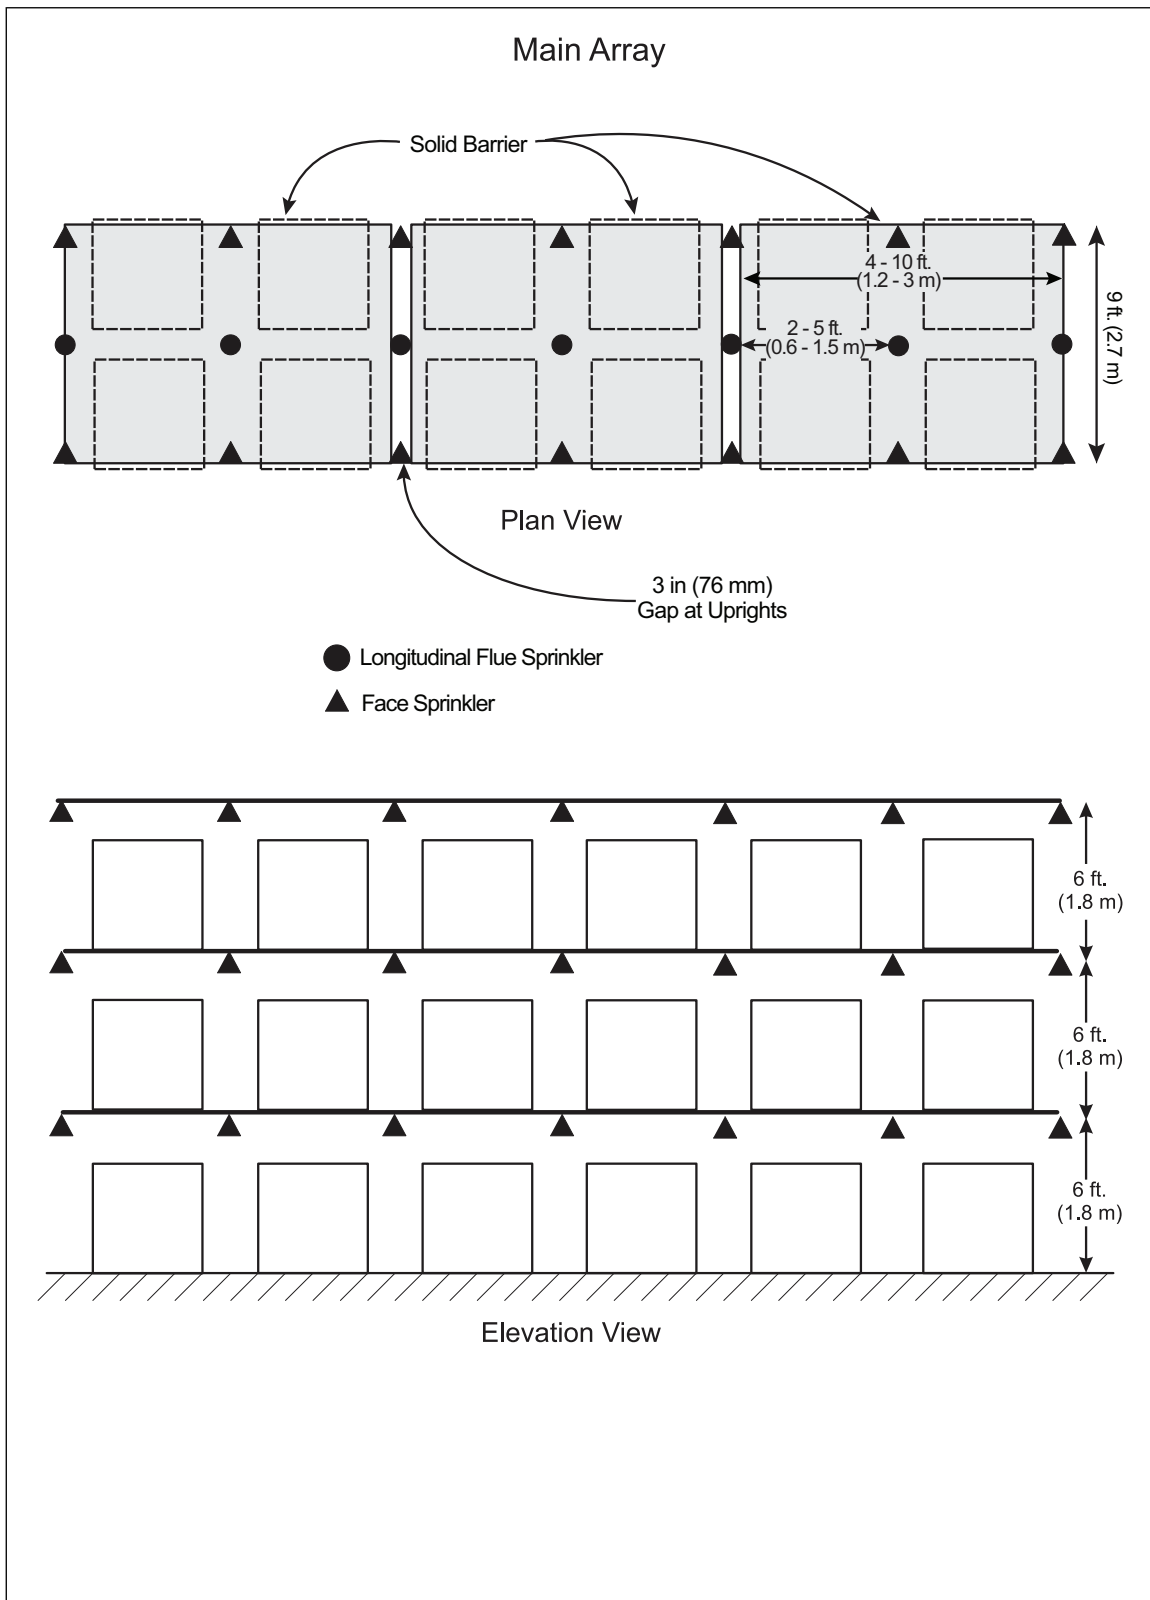 Main Array
Solid Barrier
4 - 10 ft.
(1.2 - 3 m)
2 - 5 ft.
(0.6 - 1.5 m)
9 ft. (2.7 m)
Plan View
3 in (76 mm)
Gap at Uprights
Longitudinal Flue Sprinkler
Face Sprinkler
6 ft.
(1.8 m)
6 ft.
(1.8 m)
6 ft.
(1.8 m)
Elevation View